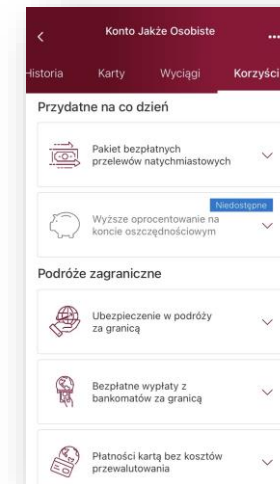 Konto Jakże Osobiste
Historia Karty Wyciągi Korzyści
Przydatne na co dzień
Pakiet bezpłatnych
przelewów natychmiastowych
Niedostępne
Wyższe oprocentowanie na
koncie oszczędnościowym
Podróże zagraniczne
Ubezpieczenie w podróży
za granicą
Bezpłatne wypłaty z
bankomatów za granicą
Płatności kartą bez kosztów
przewalutowania